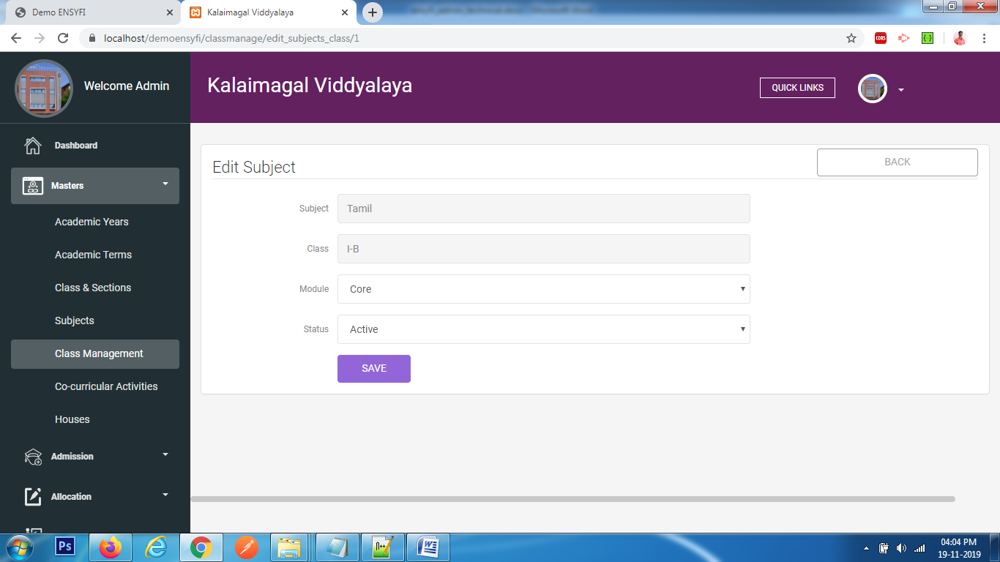 Demo ENSYFI
Kalaimagal Viddyalaya
localhost/demoensyfi/classmanage/edit_subjects_class/1
CORS
Welcome Admin
Kalaimagal Viddyalaya
QUICK LINKS
Dashboard
Masters
Academic Years
Academic Terms
Class & Sections
Subjects
Class Management
Co-curricular Activities
Houses
Admission
Allocation
Edit Subject
BACK
Subject Tamil
Class I-B
Module Core
Status Active
SAVE
Ps
04:04 PM
19-11-2019